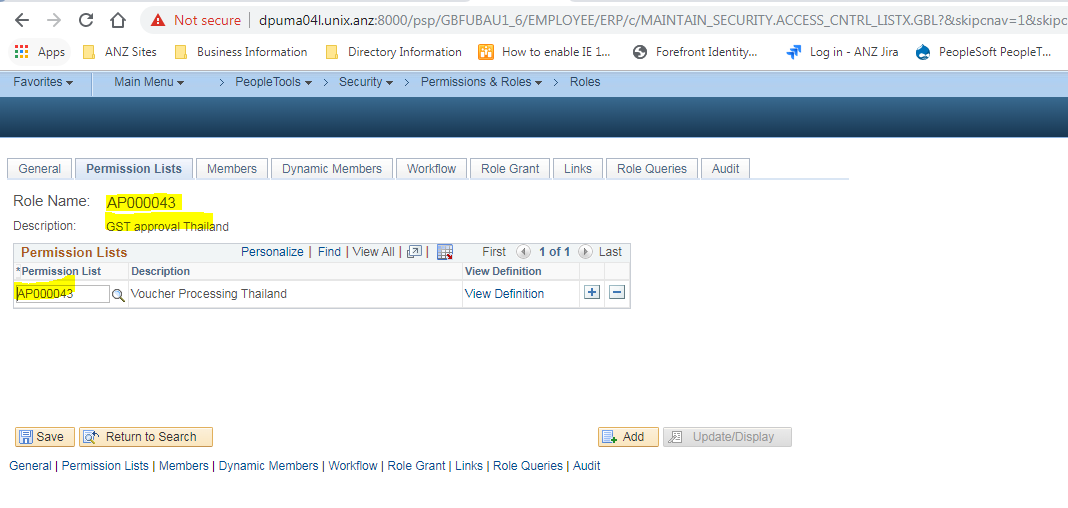 Not secure | dpuma04l.unix.anz:8000/psp/GBFUBAU1_6/EMPLOYEE/ERP/c/MAINTAIN_SECURITY.ACCESS_CNTRL_LISTX.GBL?&skipcnav=1&skipc
Apps ANZ Sites Business Information Directory Information How to enable IE 1... Forefront Identity... Log in - ANZ Jira PeopleSoft PeopleT...
Favorites Main Menu > PeopleTools > Security > Permissions & Roles > Roles
General Permission Lists Members Dynamic Members Workflow Role Grant Links Role Queries Audit
Role Name: AP000043
Description: GST approval Thailand
Permission Lists Personalize | Find | View All | | First 1 of 1 Last
*Permission List Description View Definition
AP000043 Voucher Processing Thailand View Definition
Save Return to Search Add Update/Display
General | Permission Lists | Members | Dynamic Members | Workflow | Role Grant | Links | Role Queries | Audit